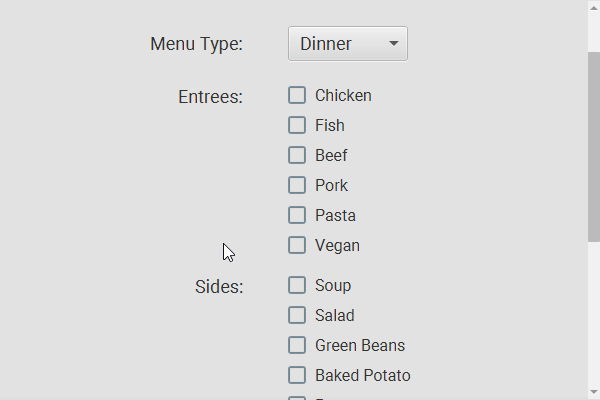 Menu Type: Dinner
Entrees: Chicken
Fish
Beef
Pork
Pasta
Vegan
Sides: Soup
Salad
Green Beans
Baked Potato